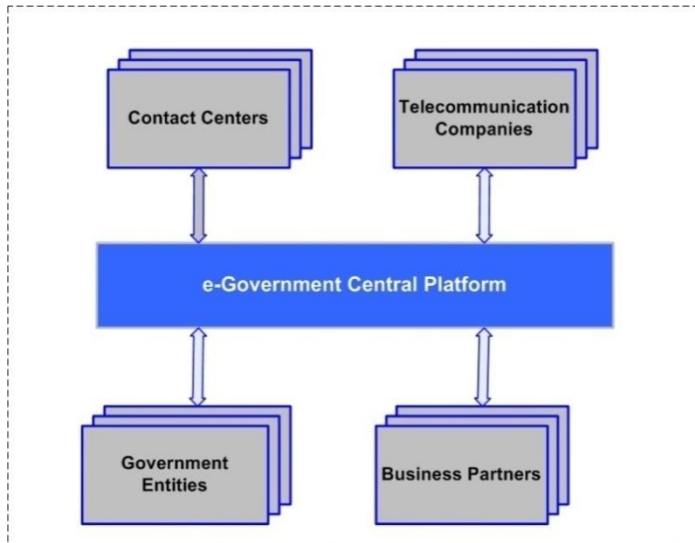 Contact Centers
Telecommunication
Companies
e-Government Central Platform
Government
Entities
Business Partners